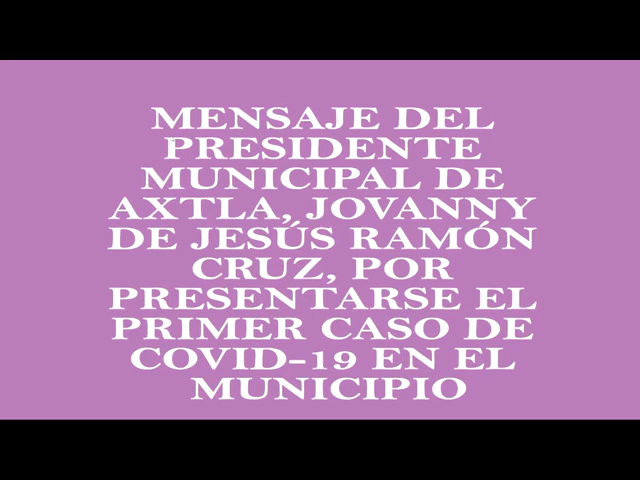 MENSAJE DEL
PRESIDENTE
MUNICIPAL DE
AXTLA, JOVANNY
DE JESÚS RAMÓN
CRUZ, POR
PRESENTARSE EL
PRIMER CASO DE
COVID-19 EN EL
MUNICIPIO